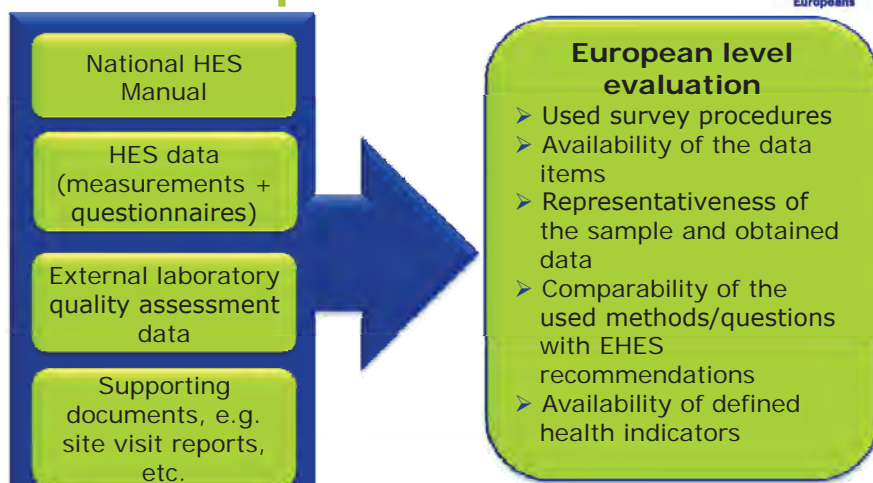 Europeans
National HES
Manual
HES data
(measurements +
questionnaires)
External laboratory
quality assessment
data
Supporting
documents, e.g.
site visit reports,
etc.
European level
evaluation
➢ Used survey procedures
➢ Availability of the data
items
➢ Representativeness of
the sample and obtained
data
➢ Comparability of the
used methods/questions
with EHES
recommendations
➢ Availability of defined
health indicators